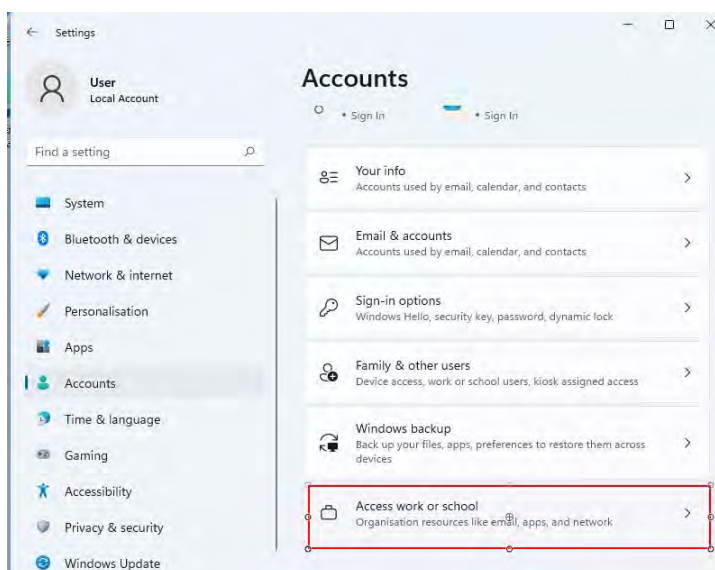 Settings
User
Local Account
Find a setting
System
Bluetooth & devices
Network & internet
Personalisation
Apps
Accounts
Time & language
Gaming
Accessibility
Privacy & security
Windows Update
Accounts
• Sign In
• Sign In
Your info
Accounts used by email, calendar, and contacts
Email & accounts
Accounts used by email, calendar, and contacts
Sign-in options
Windows Hello, security key, password, dynamic lock
Family & other users
Device access, work or school users, kiosk assigned access
Windows backup
Back up your files, apps, preferences to restore them across
devices
Access work or school
Organisation resources like email, apps, and network